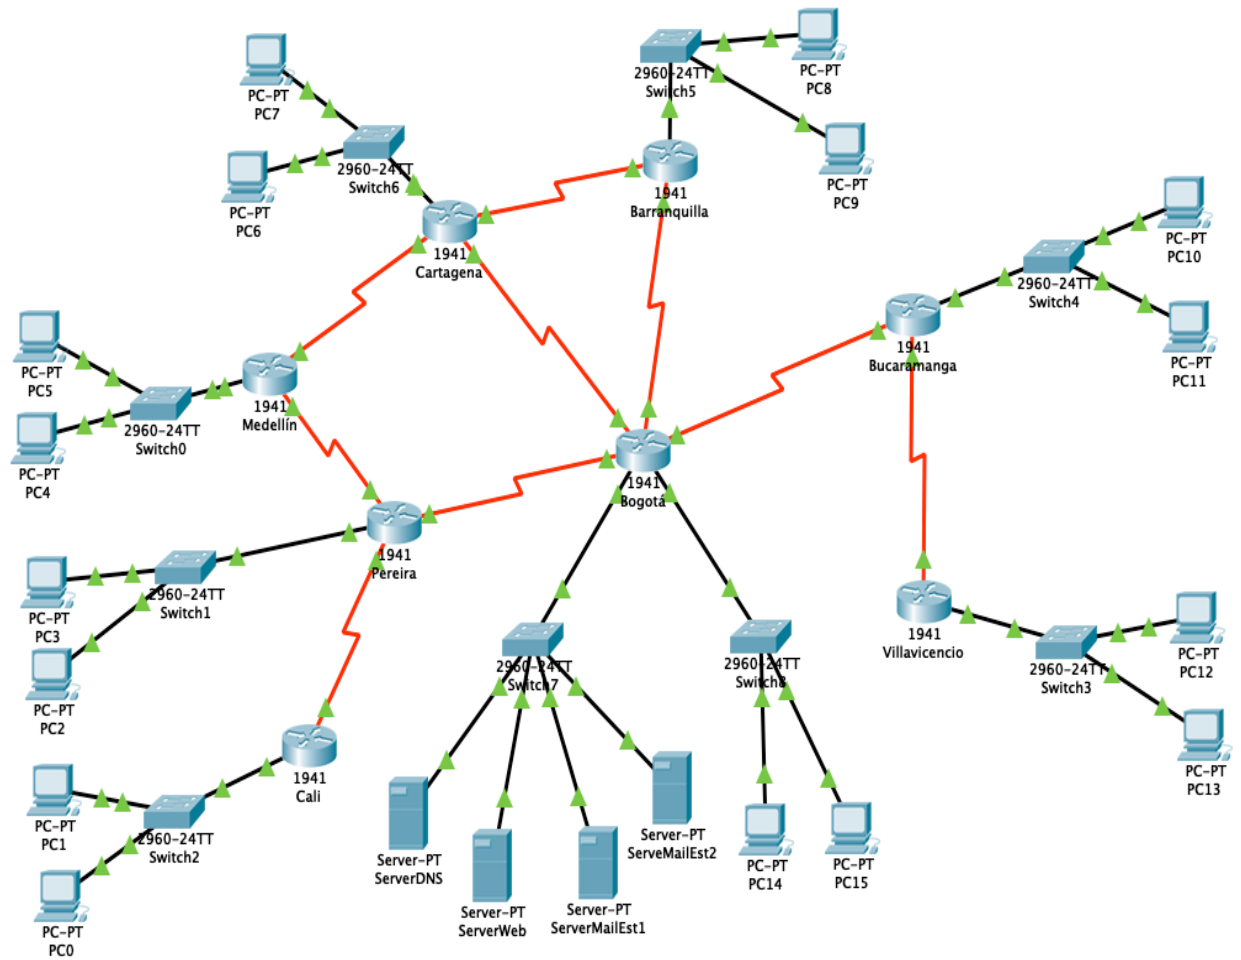 PC-PT
PC7
PC-PT
PC6
2960-24TT
Switch6
1941
Cartagena
2960-24TT
Switch5
PC-PT
PC8
PC-PT
PC9
1941
Barranquilla
PC-PT
PC10
2960-24TT
Switch4
PC-PT
PC11
1941
Bucaramanga
PC-PT
PC5
PC-PT
PC4
2960-24TT
Switch0
1941
Medellín
1941
Bogotá
1941
Pereira
PC-PT
PC3
2960-24TT
Switch1
PC-PT
PC2
1941
Villavicencio
PC-PT
PC12
2960-24TT
Switch3
PC-PT
PC13
2960-24TT
Switch7
2960-24TT
Switch8
1941
Cali
PC-PT
PC1
2960-24TT
Switch2
PC-PT
PC0
Server-PT
ServerDNS
Server-PT
ServerWeb
Server-PT
ServerMailEst1
Server-PT
ServeMailEst2
PC-PT
PC14
PC-PT
PC15